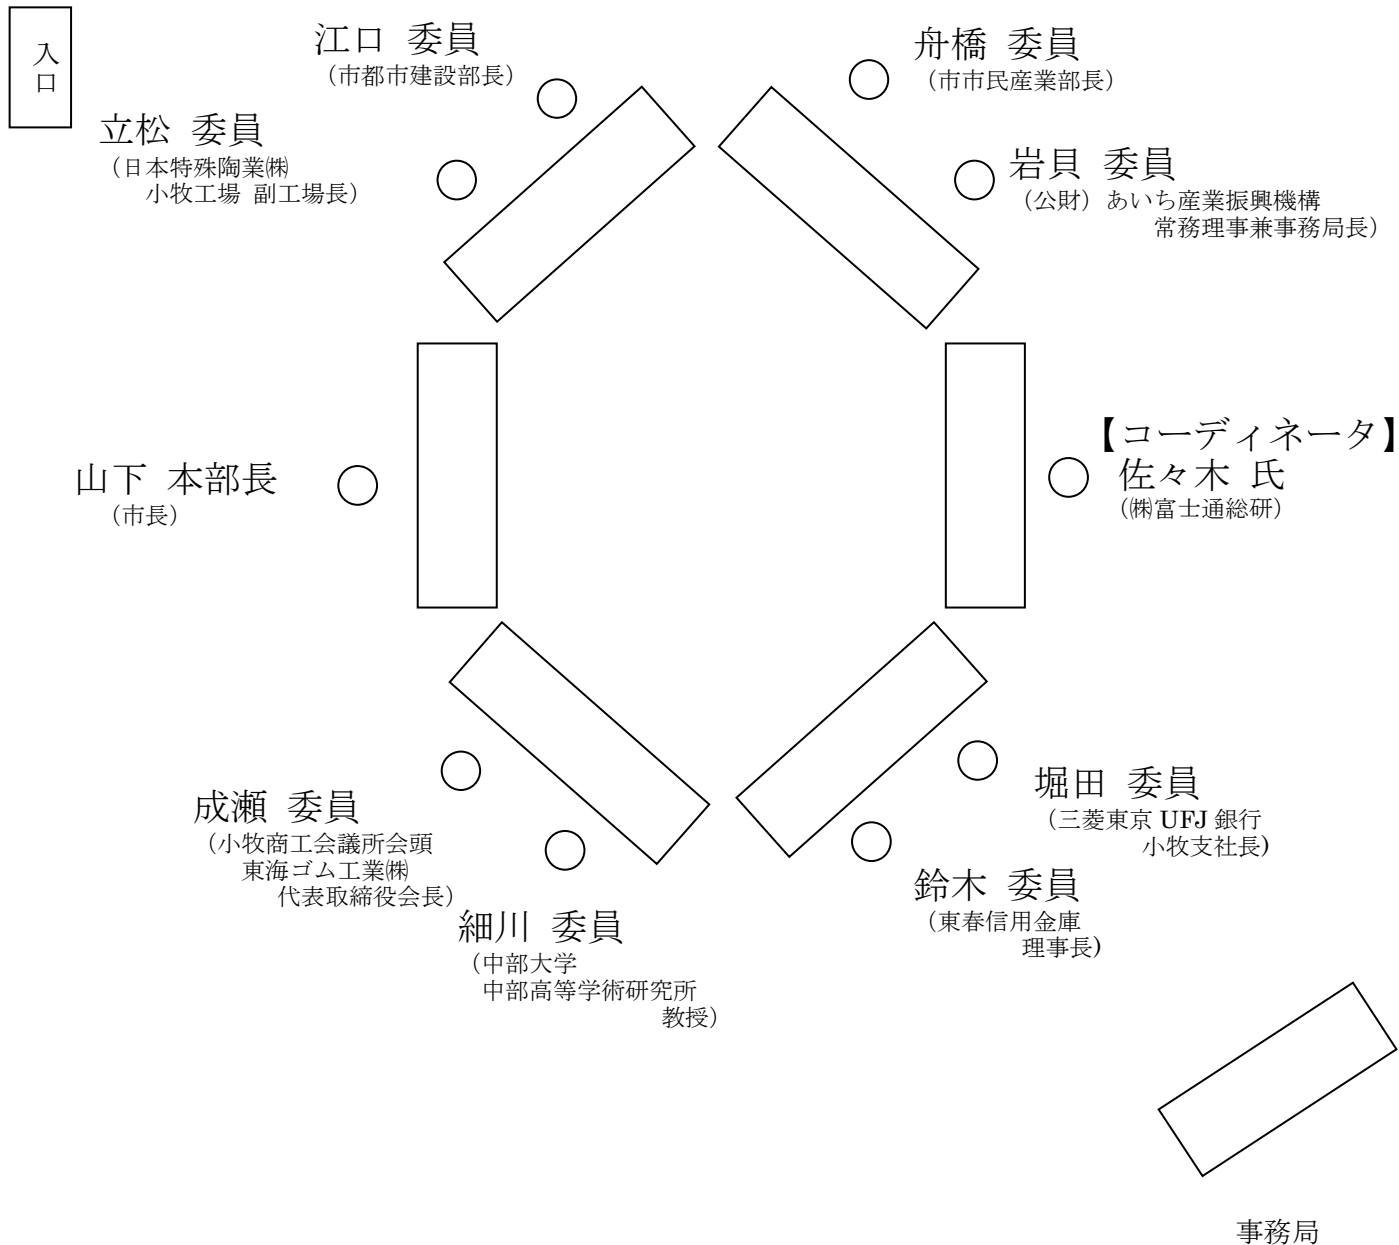 入口
江口 委員
（市都市建設部長）
舟橋 委員
（市市民産業部長）
立松 委員
（日本特殊陶業㈱
小牧工場 副工場長）
岩貝 委員
（公財）あいち産業振興機構
常務理事兼事務局長）
山下 本部長
（市長）
【コーディネータ】
佐々木 氏
（㈱富士通総研）
成瀬 委員
（小牧商工会議所会頭
東海ゴム工業㈱
代表取締役会長）
堀田 委員
（三菱東京 UFJ 銀行
小牧支社長)
細川 委員
（中部大学
中部高等学術研究所
教授）
鈴木 委員
（東春信用金庫
理事長)
事務局